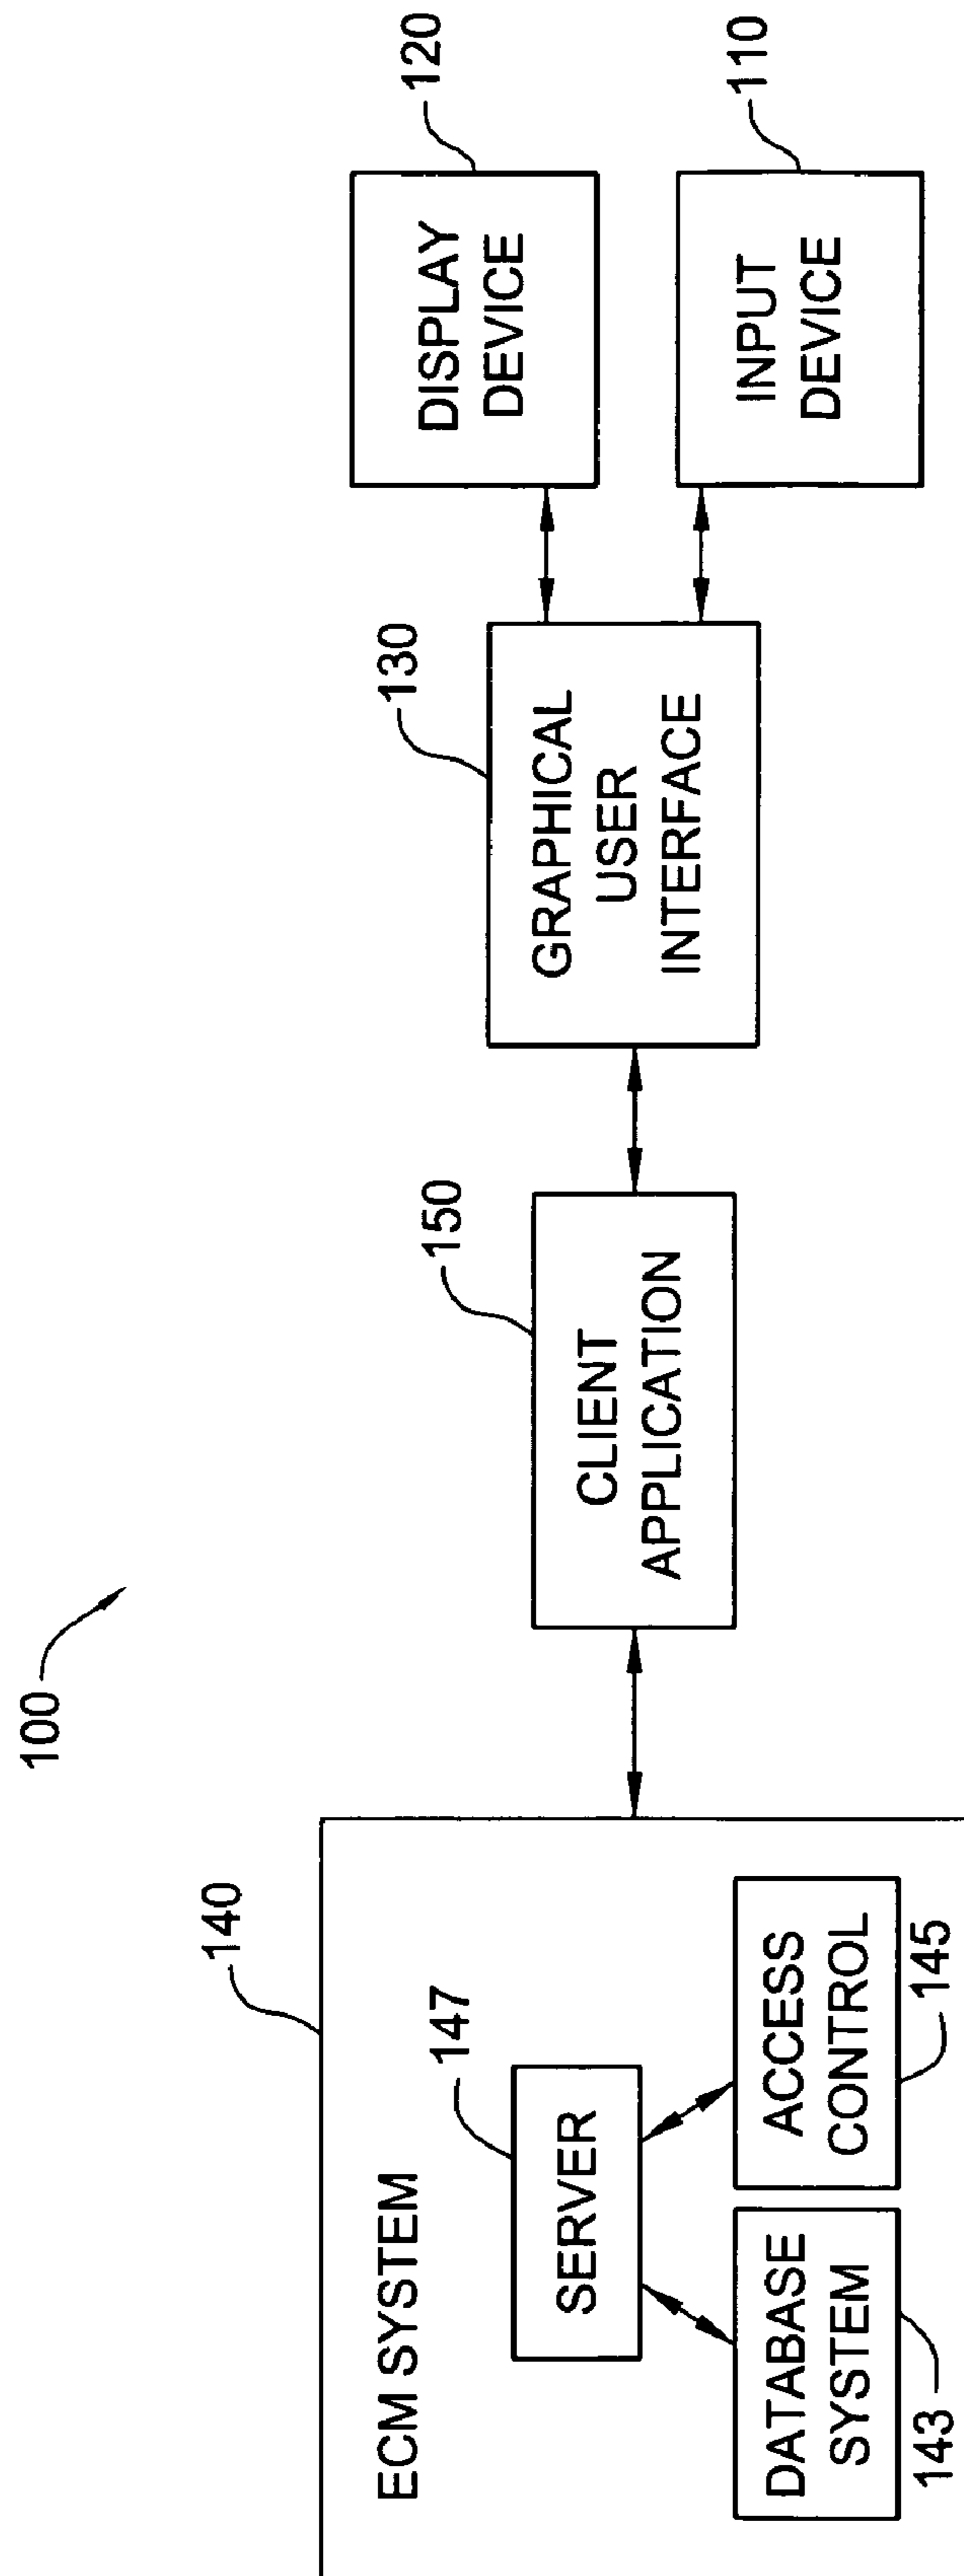 100
140
ECM SYSTEM
147
SERVER
DATABASE
SYSTEM
143
ACCESS
CONTROL
145
150
CLIENT
APPLICATION
130
GRAPHICAL
USER
INTERFACE
120
DISPLAY
DEVICE
110
INPUT
DEVICE